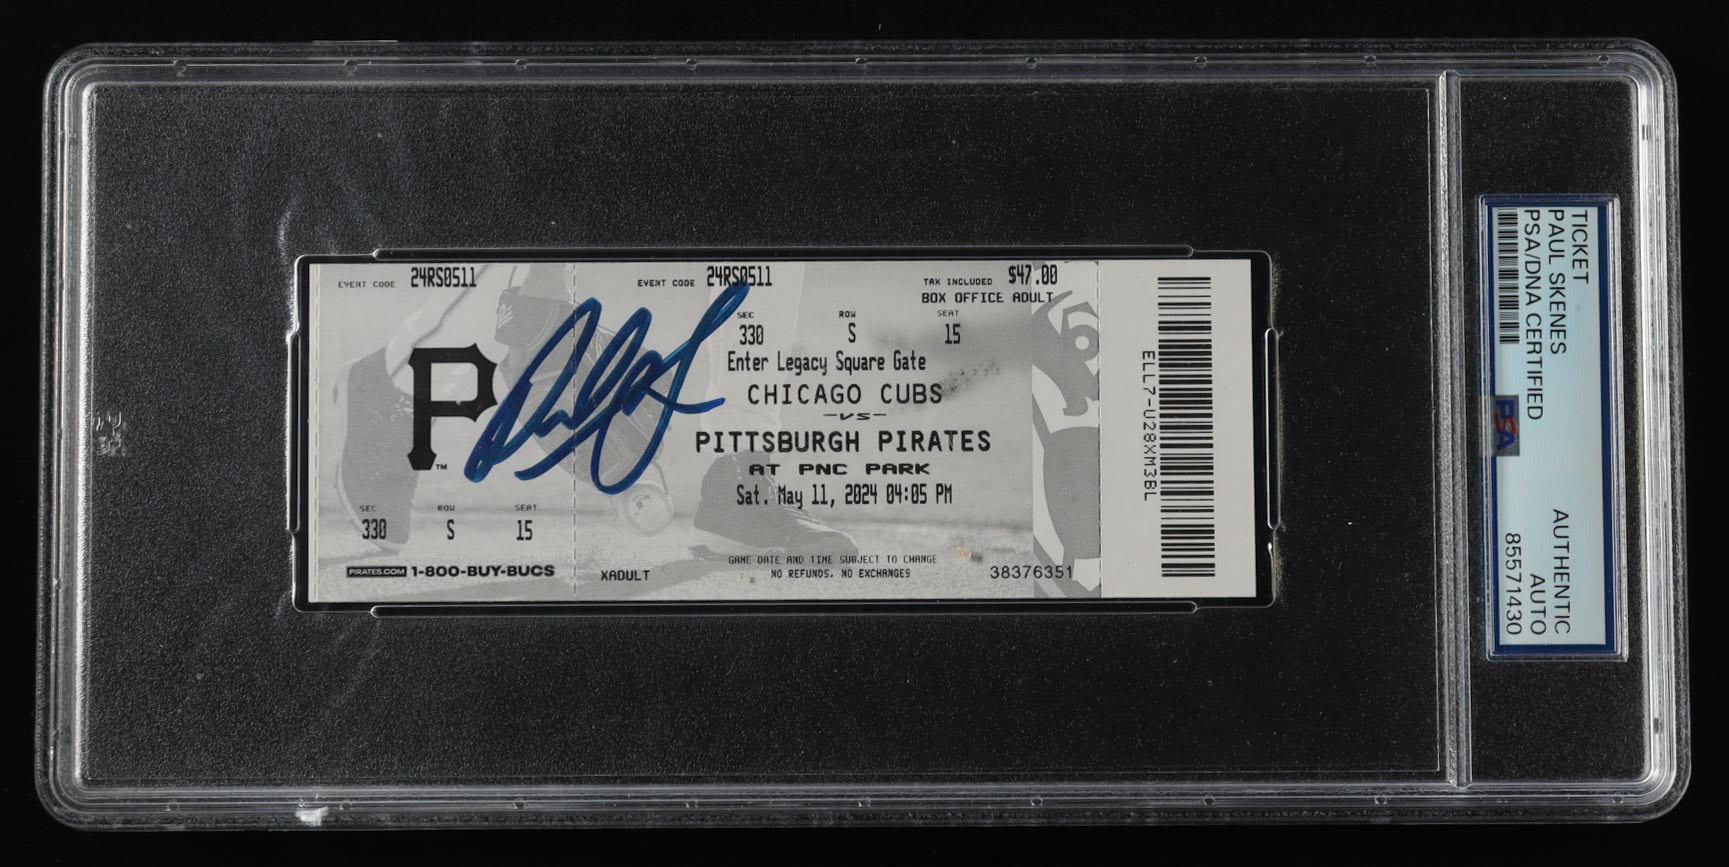 EVENT CODE 24RS0511
P™
SEC ROW SEAT
330 S 15
PIRATES.COM 1-800-BUY-BUCS
EVENT CODE 24RS0511
TAX INCLUDED $47.00
BOX OFFICE ADULT
SEC ROW SEAT
330 S 15
Enter Legacy Square Gate
CHICAGO CUBS
-vs-
PITTSBURGH PIRATES
AT PNC PARK
Sat. May 11, 2024 04:05 PM
GAME DATE AND TIME SUBJECT TO CHANGE
NO REFUNDS, NO EXCHANGES
XADULT
38376351
ELL7-U28XM3BL
TICKET
PAUL SKENES
PSA/DNA CERTIFIED
PSA
AUTHENTIC
AUTO
85571430